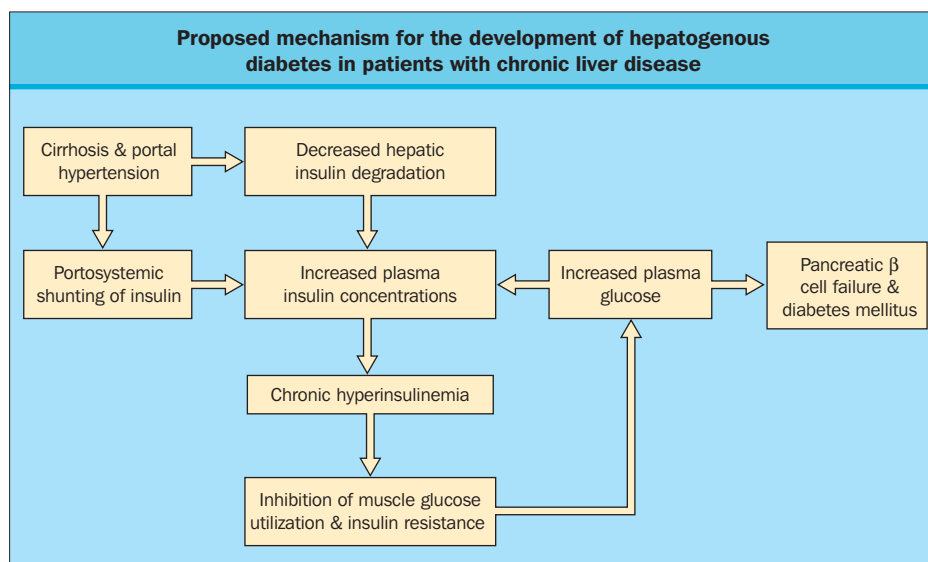 Proposed mechanism for the development of hepatogenous
diabetes in patients with chronic liver disease
Cirrhosis & portal
hypertension
Decreased hepatic
insulin degradation
Portosystemic
shunting of insulin
Increased plasma
insulin concentrations
Increased plasma
glucose
Pancreatic β
cell failure &
diabetes mellitus
Chronic hyperinsulinemia
Inhibition of muscle glucose
utilization & insulin resistance